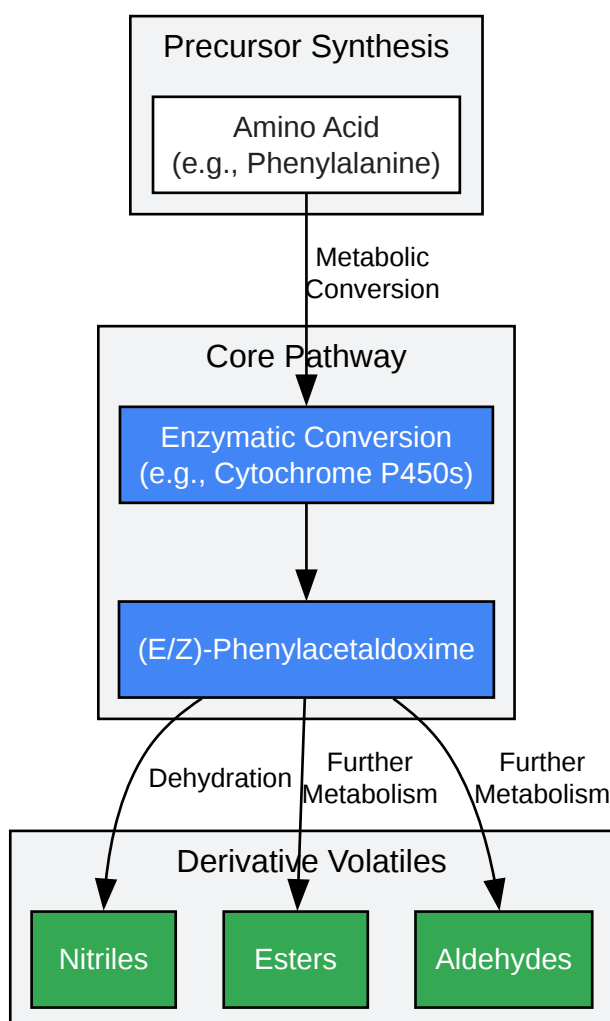 Precursor Synthesis
Amino Acid
(e.g., Phenylalanine)
Metabolic
Conversion
Core Pathway
Enzymatic Conversion
(e.g., Cytochrome P450s)
(E/Z)-Phenylacetaldoxime
Dehydration
Further
Metabolism
Further
Metabolism
Derivative Volatiles
Nitriles
Esters
Aldehydes